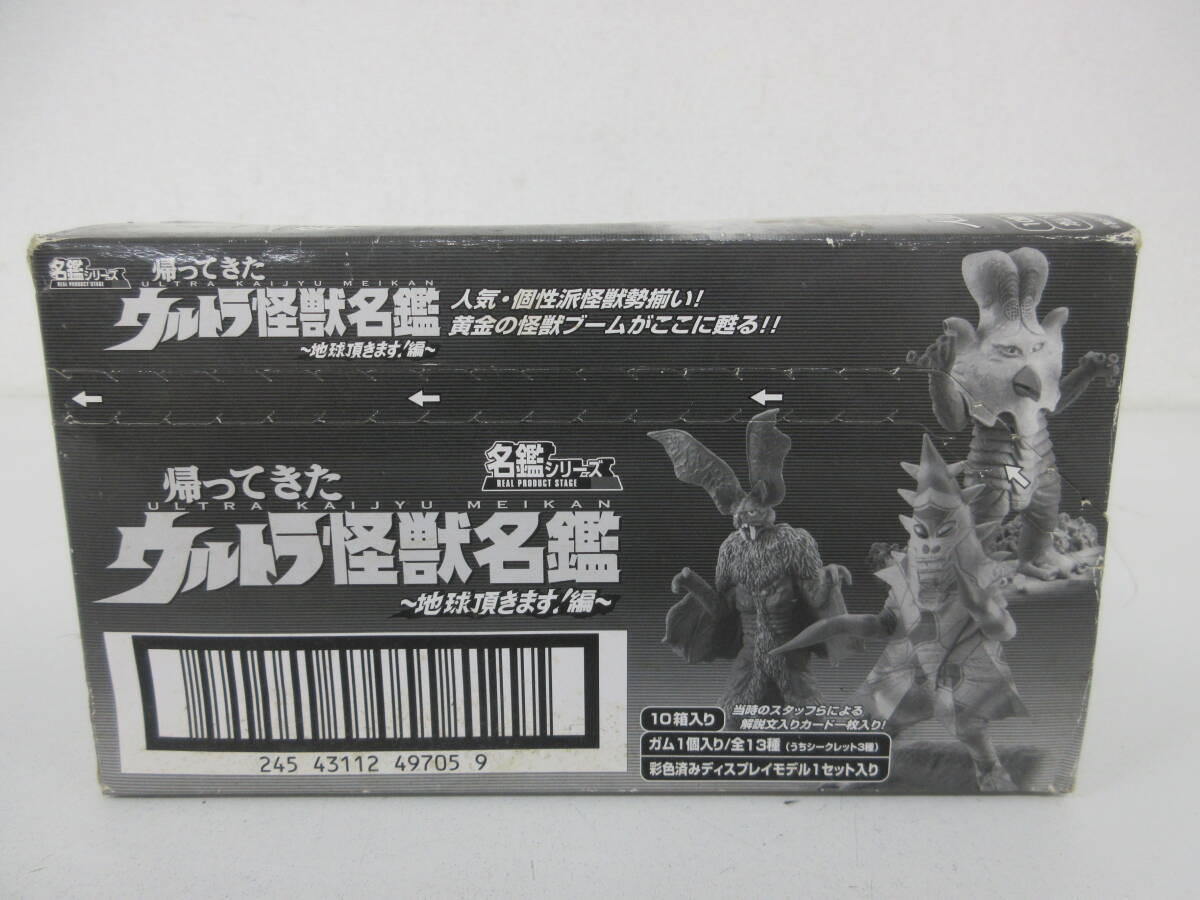 名鑑シリーズ
REAL PRODUCT STAGE
帰ってきた
ULTRA KAIJYU MEIKAN
ウルトラ怪獣名鑑
～地球頂きます!編～
人気・個性派怪獣勢揃い!
黄金の怪獣ブームがここに甦る!!
名鑑シリーズ
REAL PRODUCT STAGE
帰ってきた
ULTRA KAIJYU MEIKAN
ウルトラ怪獣名鑑
～地球頂きます!編～
245 43112 49705 9
10箱入り
当時のスタッフらによる
解説文入りカード一枚入り!
ガム1個入り/全13種（うちシークレット3種）
彩色済みディスプレイモデル1セット入り